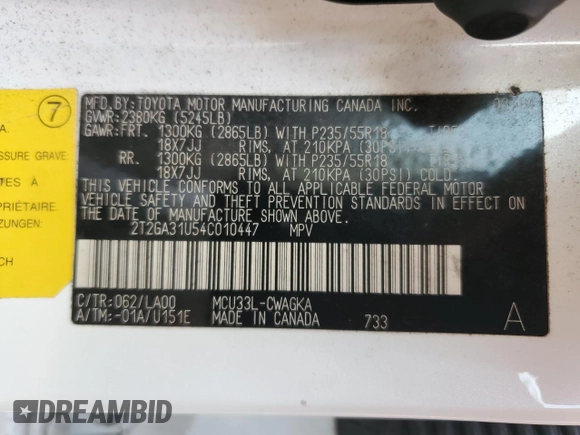 7
MFD.BY:TOYOTA MOTOR MANUFACTURING CANADA INC.
GVWR:2380KG (5245LB)
GAWR:FRT. 1300KG (2865LB) WITH P235/55R18
18X7JJ RIMS, AT 210KPA (30PSI)
RR. 1300KG (2865LB) WITH P235/55R18
18X7JJ RIMS, AT 210KPA (30PSI) COLD.
THIS VEHICLE CONFORMS TO ALL APPLICABLE FEDERAL MOTOR
VEHICLE SAFETY AND THEFT PREVENTION STANDARDS IN EFFECT ON
THE DATE OF MANUFACTURE SHOWN ABOVE.
2T2GA31U54C010447 MPV
C/TR:062/LA00 MCU33L-CWAGKA
A/TM:-01A/U151E MADE IN CANADA 733 A
A.
SSURE GRAVE
TES À
PRIÉTAIRE.
ZUNGEN:
CH
DREAMBID